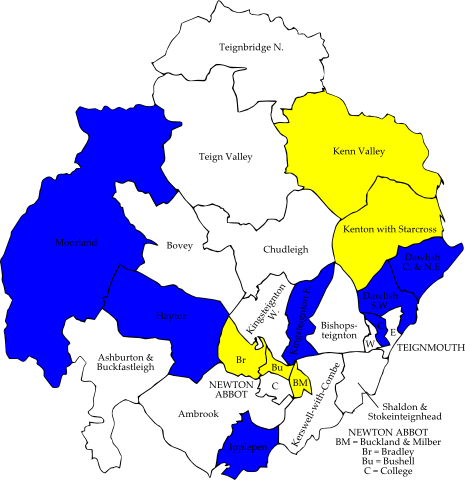 Teignbridge N.
Teign Valley
Kenn Valley
Kenton with Starcross
Moorland
Bovey
Chudleigh
Dawlish
C. & N.E.
Dawlish
S.W.
Haytor
Kingsteignton
W.
Kingsteignton E.
Bishops-
teignton
C
E
W
TEIGNMOUTH
Ashburton &
Buckfastleigh
Br
Bu
BM
C
NEWTON
ABBOT
Ambrook
Kerswell-with-Combe
Shaldon &
Stokeinteignhead
Ipplepen
NEWTON ABBOT
BM = Buckland & Milber
Br = Bradley
Bu = Bushell
C = College